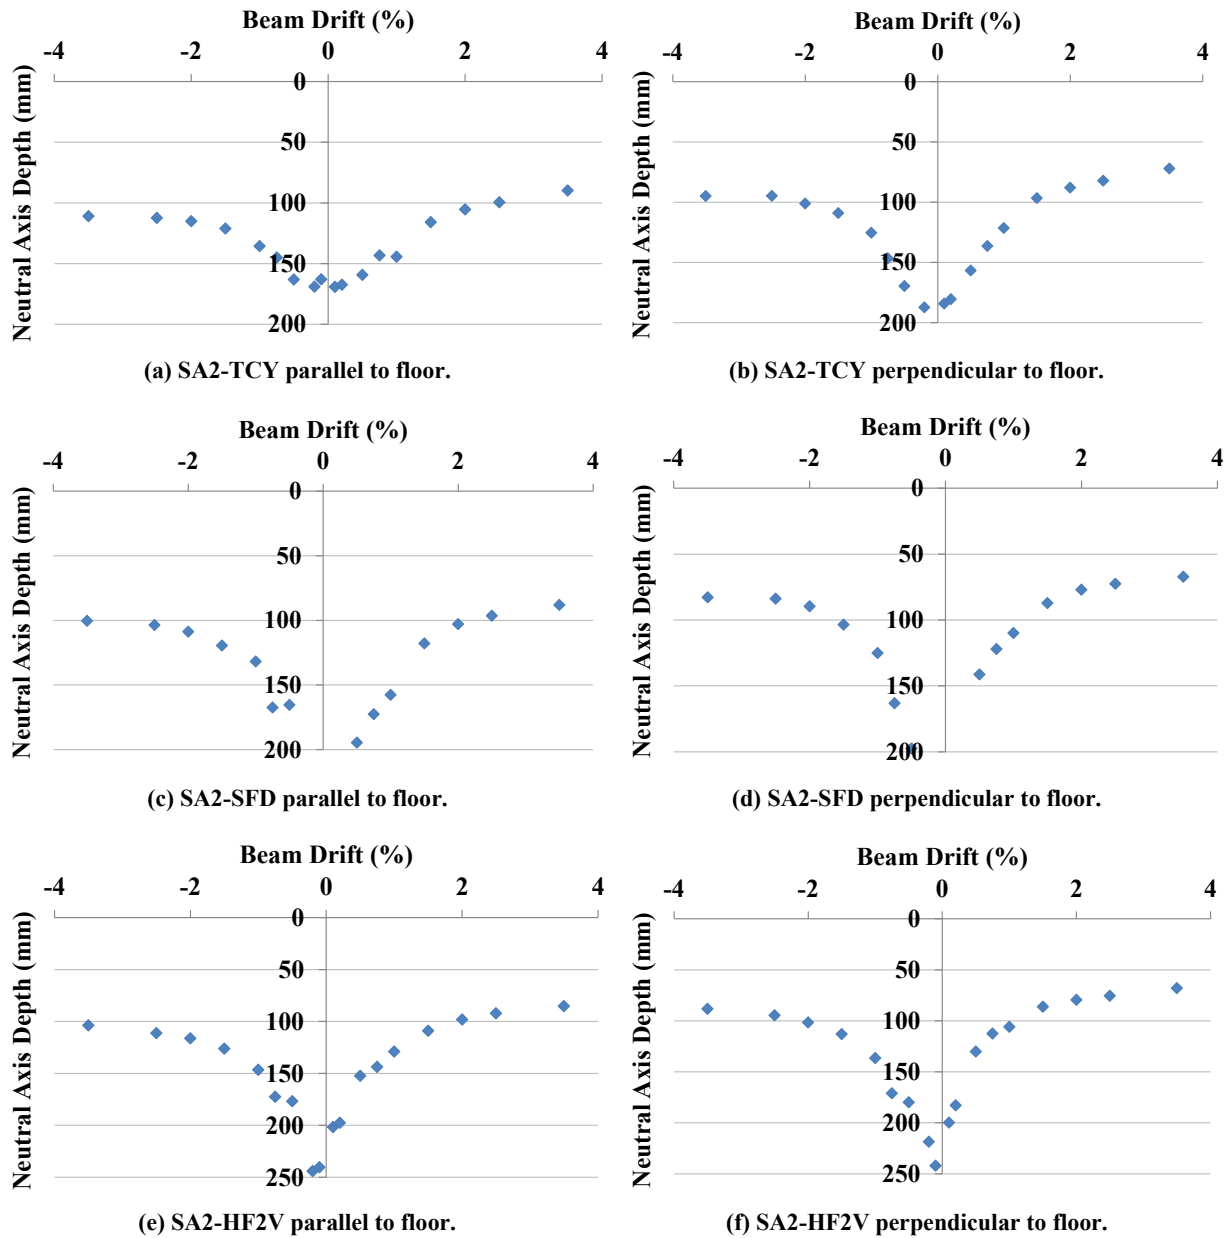 Beam Drift (%)
-4 -2 0 2 4
Neutral Axis Depth (mm)
0
50
100
150
200
(a) SA2-TCY parallel to floor.
Beam Drift (%)
-4 -2 0 2 4
Neutral Axis Depth (mm)
0
50
100
150
200
(b) SA2-TCY perpendicular to floor.
Beam Drift (%)
-4 -2 0 2 4
Neutral Axis Depth (mm)
0
50
100
150
200
(c) SA2-SFD parallel to floor.
Beam Drift (%)
-4 -2 0 2 4
Neutral Axis Depth (mm)
0
50
100
150
200
(d) SA2-SFD perpendicular to floor.
Beam Drift (%)
-4 -2 0 2 4
Neutral Axis Depth (mm)
0
50
100
150
200
250
(e) SA2-HF2V parallel to floor.
Beam Drift (%)
-4 -2 0 2 4
Neutral Axis Depth (mm)
0
50
100
150
200
250
(f) SA2-HF2V perpendicular to floor.